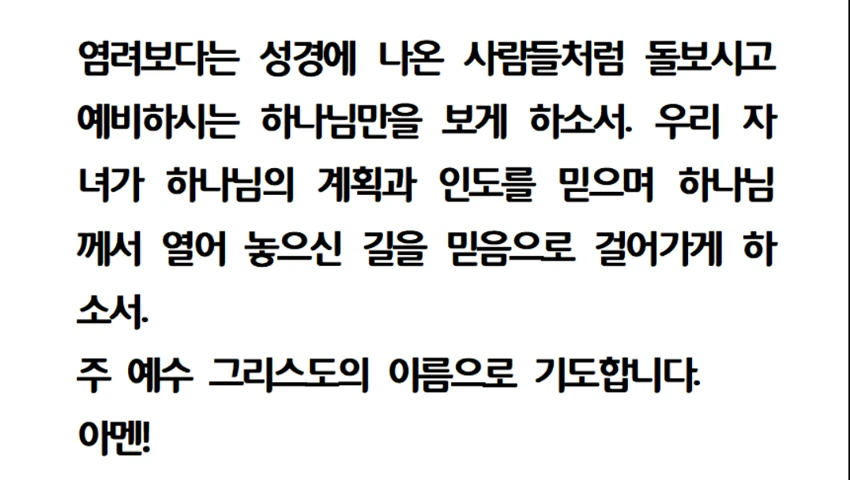 염려보다는 성경에 나온 사람들처럼 돌보시고
예비하시는 하나님만을 보게 하소서. 우리 자
녀가 하나님의 계획과 인도를 믿으며 하나님
께서 열어 놓으신 길을 믿음으로 걸어가게 하
소서.
주 예수 그리스도의 이름으로 기도합니다.
아멘!